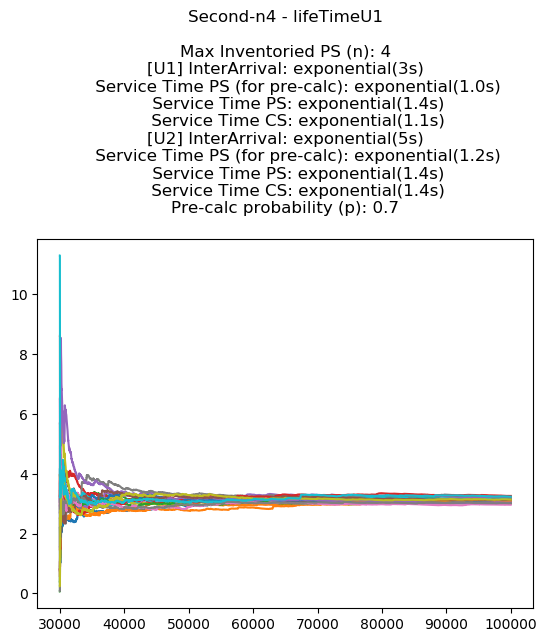 Second-n4 - lifeTimeU1
Max Inventoried PS (n): 4
[U1] InterArrival: exponential(3s)
Service Time PS (for pre-calc): exponential(1.0s)
Service Time PS: exponential(1.4s)
Service Time CS: exponential(1.1s)
[U2] InterArrival: exponential(5s)
Service Time PS (for pre-calc): exponential(1.2s)
Service Time PS: exponential(1.4s)
Service Time CS: exponential(1.4s)
Pre-calc probability (p): 0.7
10
8
6
4
2
0
30000 40000 50000 60000 70000 80000 90000 100000